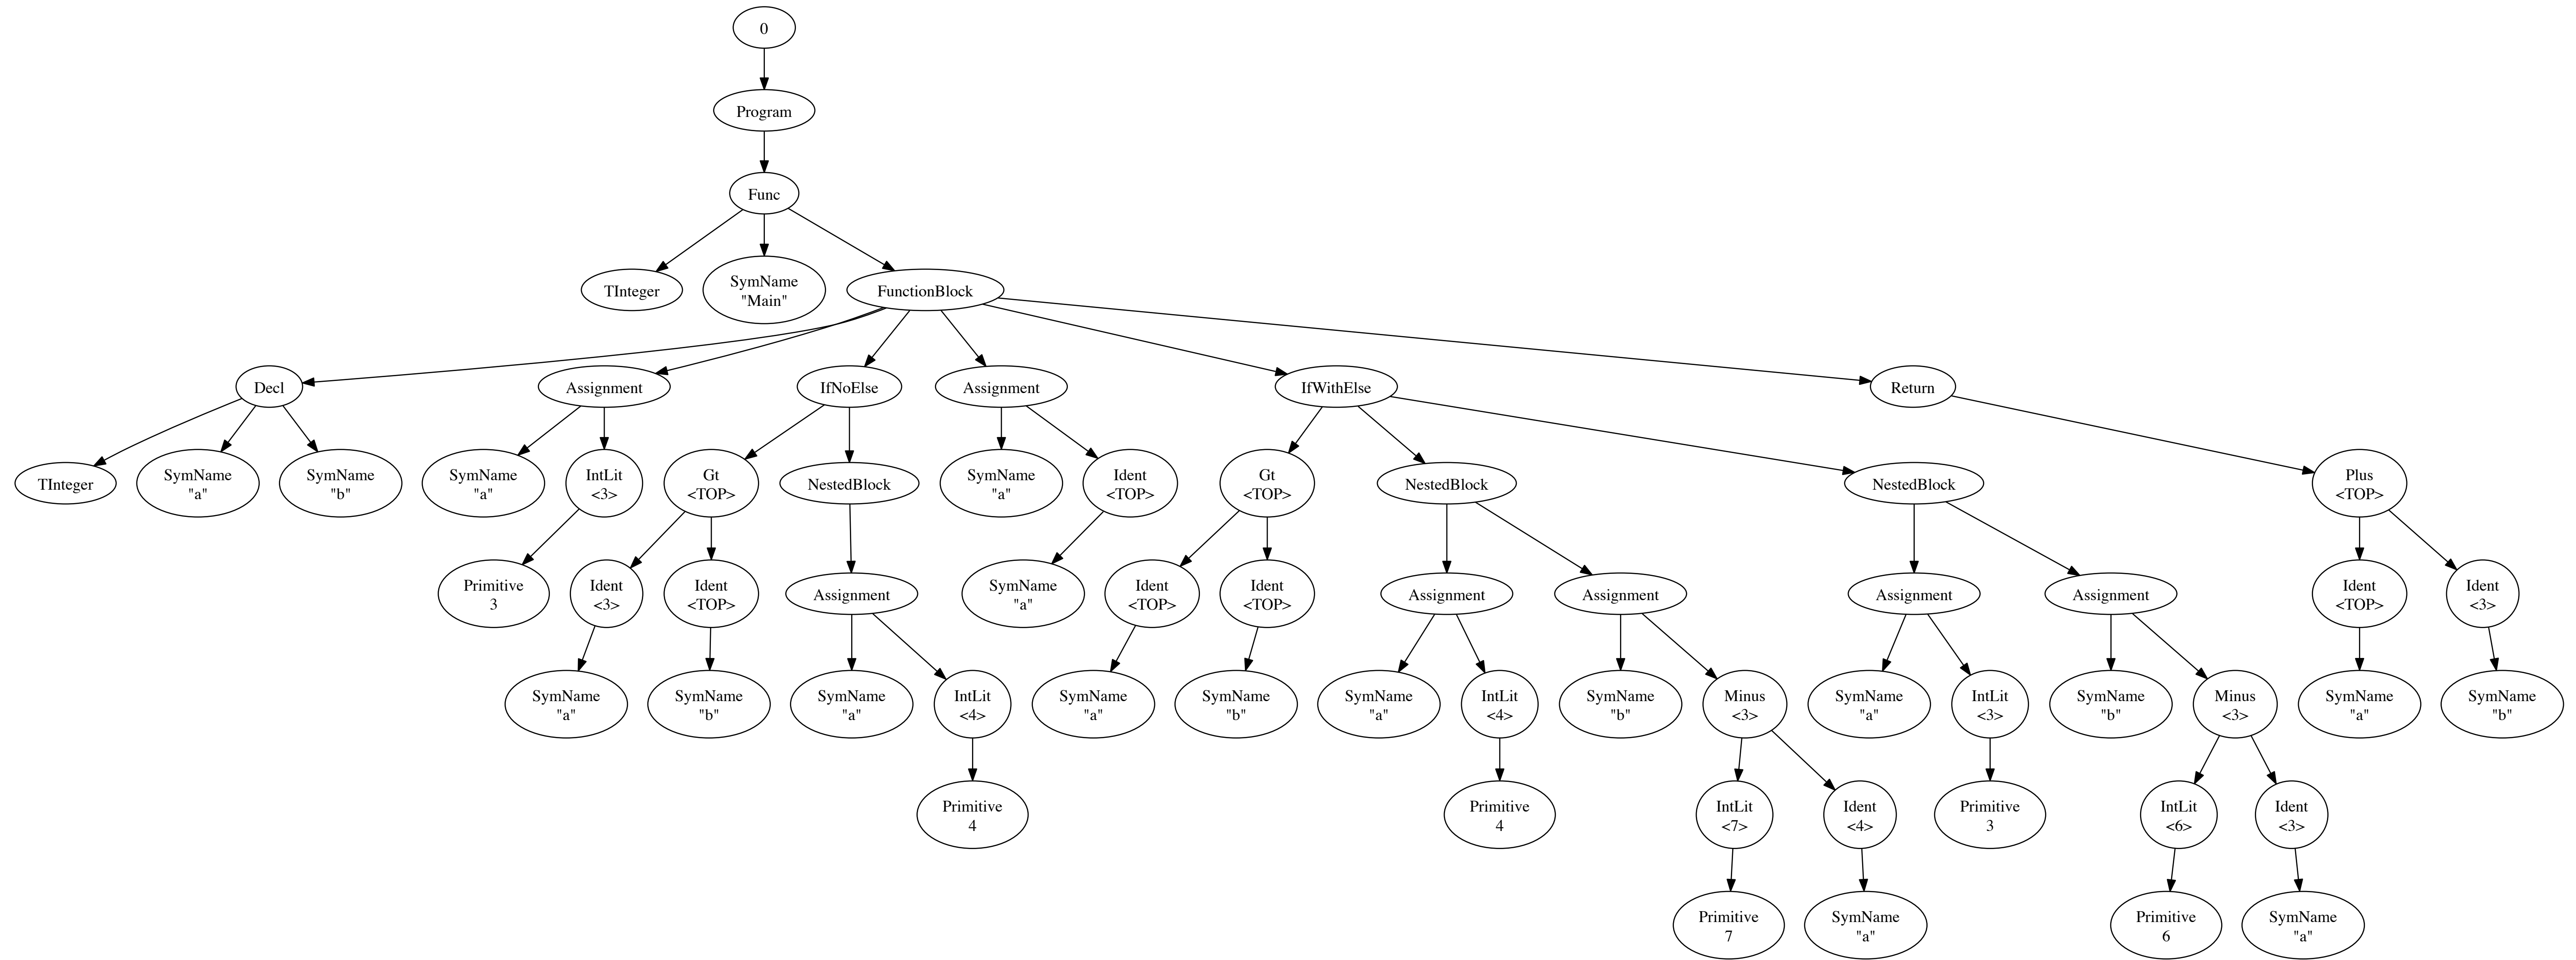 0
Program
Func
TInteger
SymName
"Main"
FunctionBlock
Decl
Assignment
IfNoElse
Assignment
IfWithElse
Return
TInteger
SymName
"a"
SymName
"b"
SymName
"a"
IntLit
<3>
Gt
<TOP>
NestedBlock
SymName
"a"
Ident
<TOP>
Gt
<TOP>
NestedBlock
NestedBlock
Plus
<TOP>
Primitive
3
Ident
<3>
Ident
<TOP>
Assignment
SymName
"a"
Ident
<TOP>
Ident
<TOP>
Assignment
Assignment
Assignment
Assignment
Ident
<TOP>
Ident
<3>
SymName
"a"
SymName
"b"
SymName
"a"
IntLit
<4>
SymName
"a"
SymName
"b"
SymName
"a"
IntLit
<4>
SymName
"b"
Minus
<3>
SymName
"a"
IntLit
<3>
SymName
"b"
Minus
<3>
SymName
"a"
SymName
"b"
Primitive
4
Primitive
4
IntLit
<7>
Ident
<4>
Primitive
3
IntLit
<6>
Ident
<3>
Primitive
7
SymName
"a"
Primitive
6
SymName
"a"